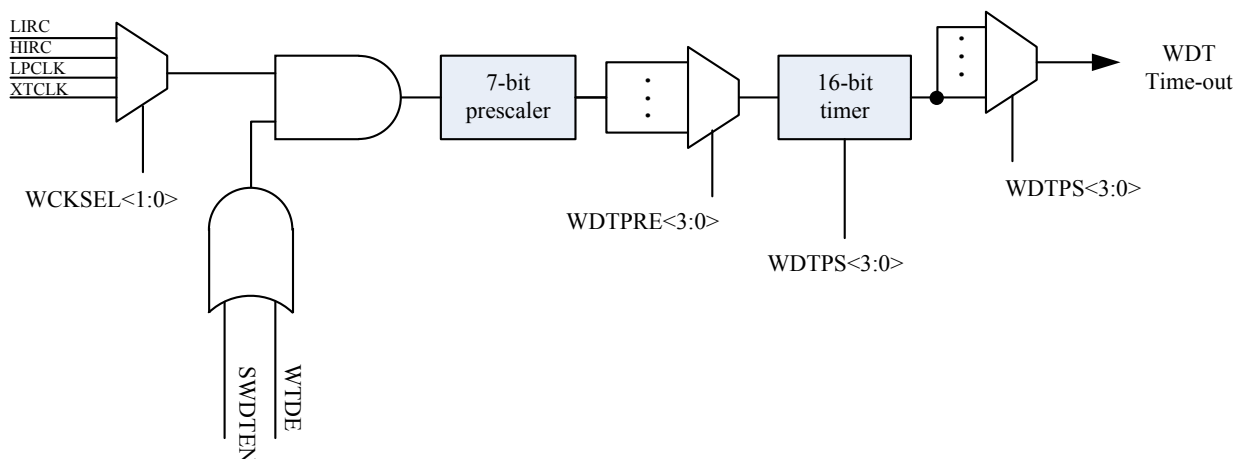 LIRC
HIRC
LPCLK
XTCLK
WCKSEL<1:0>
SWDTEN
WTDE
7-bit
prescaler
WDTPRE<3:0>
16-bit
timer
WDTPS<3:0>
WDTPS<3:0>
WDT
Time-out